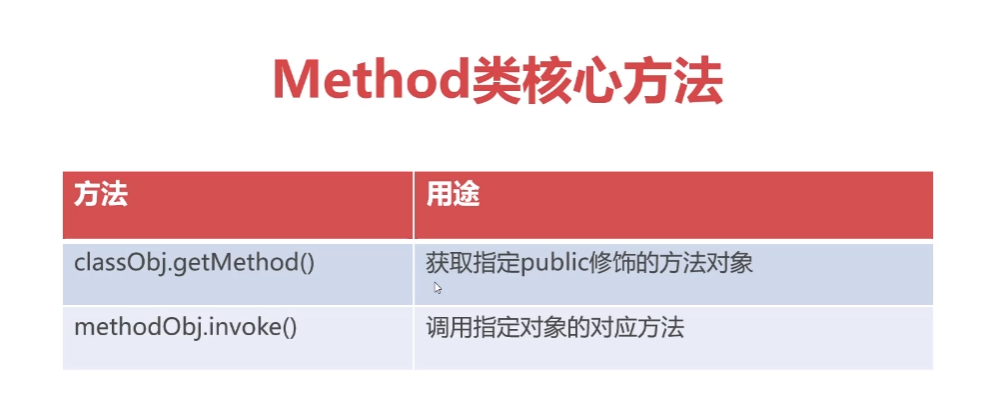 Method类核心方法
方法
用途
classObj.getMethod()
获取指定public修饰的方法对象
methodObj.invoke()
调用指定对象的对应方法